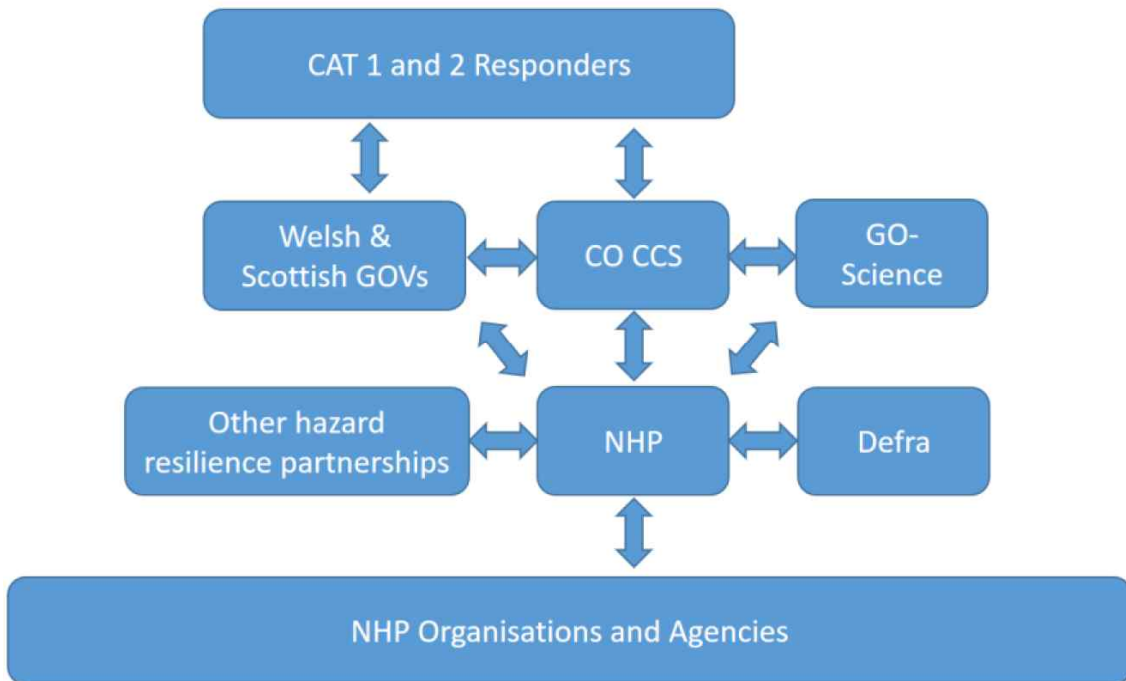 CAT 1 and 2 Responders
Welsh &
Scottish GOVs
CO CCS
GO-
Science
Other hazard
resilience partnerships
NHP
Defra
NHP Organisations and Agencies